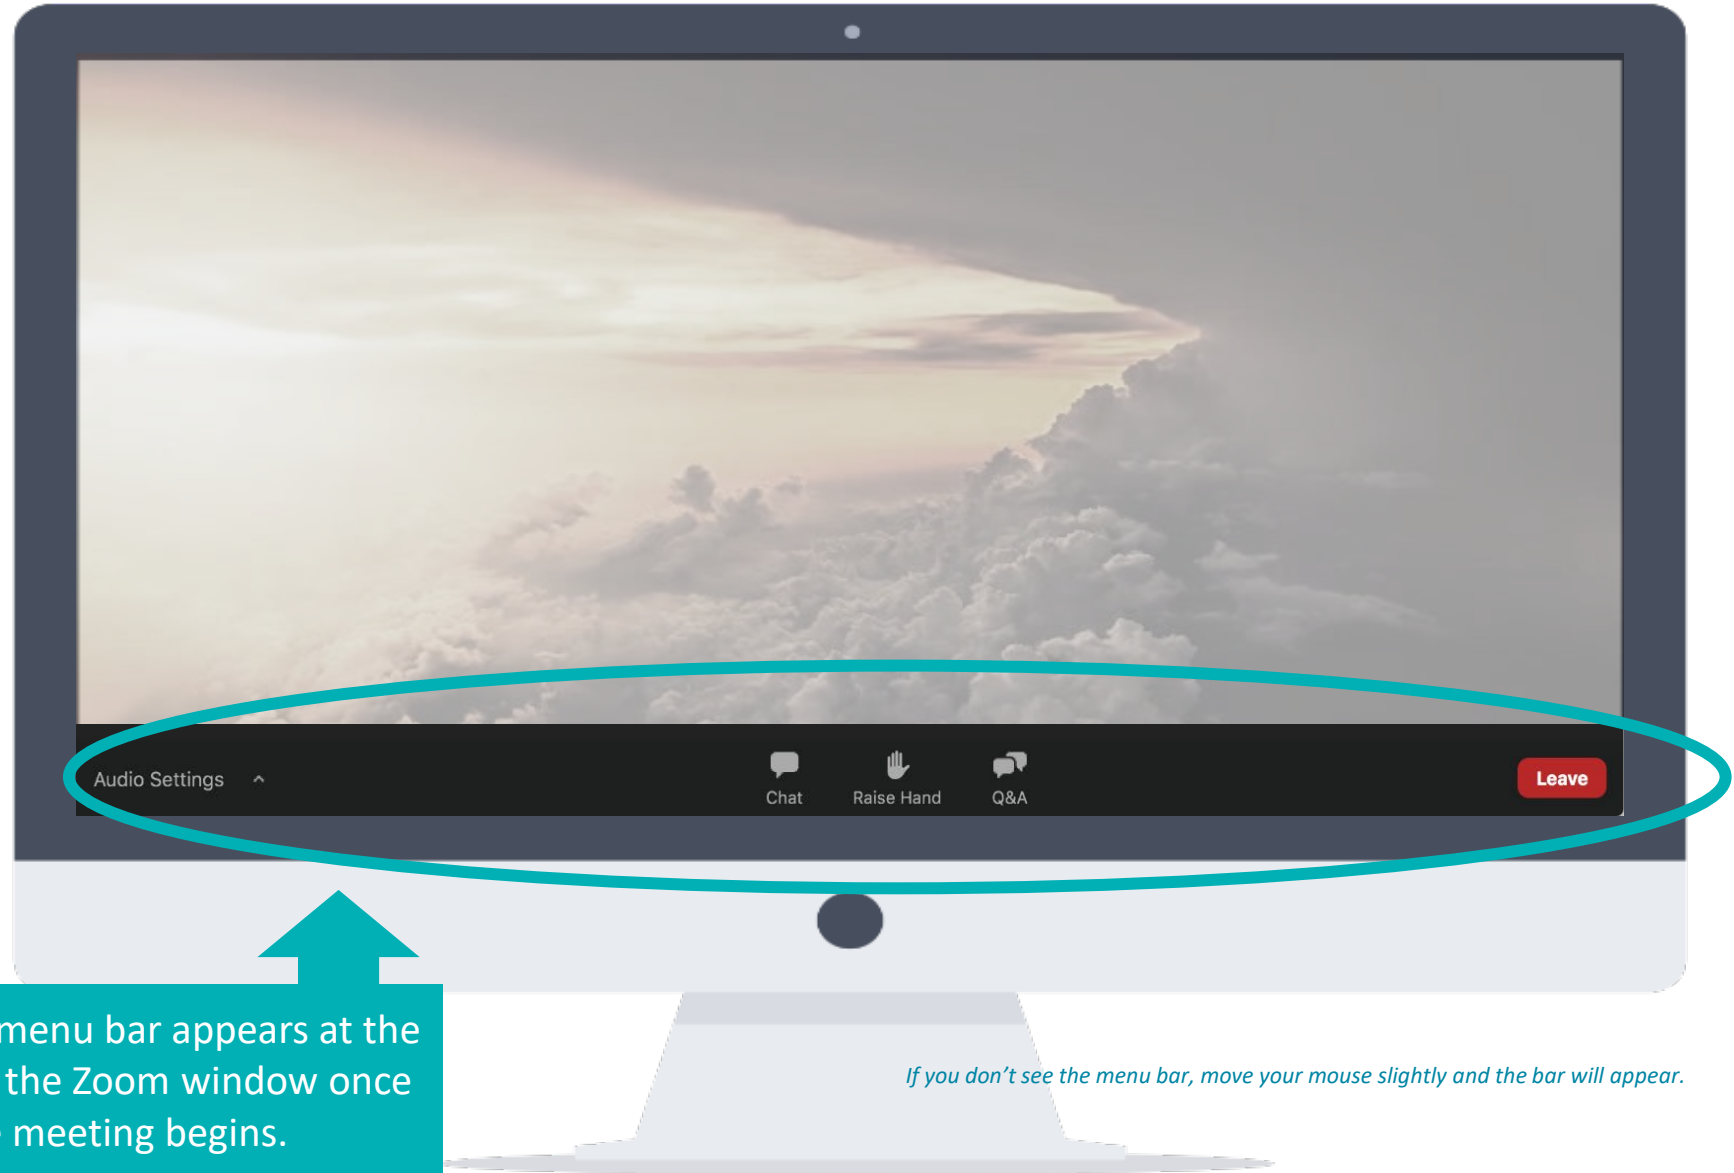 Audio Settings
Chat
Raise Hand
Q&A
Leave
menu bar appears at the
the Zoom window once
meeting begins.
If you don’t see the menu bar, move your mouse slightly and the bar will appear.